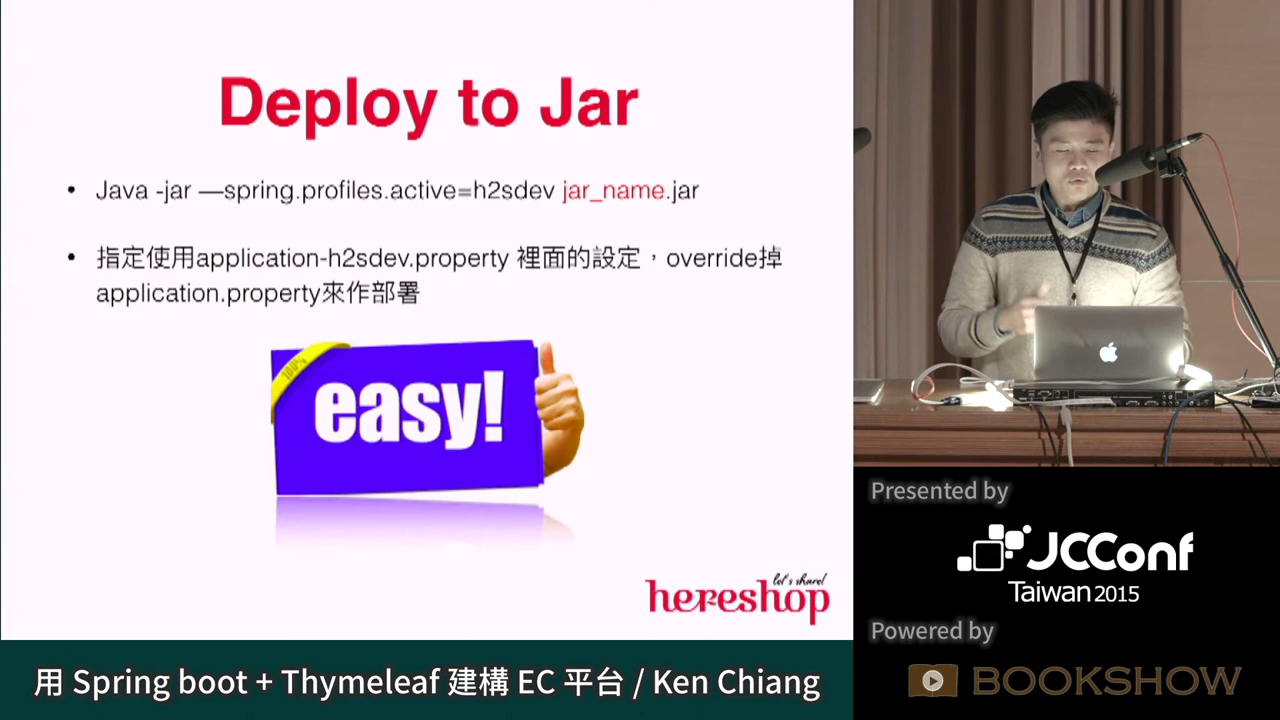 Deploy to Jar
• Java -jar —spring.profiles.active=h2sdev jar_name.jar
• 指定使用application-h2sdev.property 裡面的設定，override掉
application.property來作部署
100%
easy!
let's share!
hereshop
Presented by
JCConf
Taiwan 2015
Powered by
BOOKSHOW
用 Spring boot + Thymeleaf 建構 EC 平台 / Ken Chiang